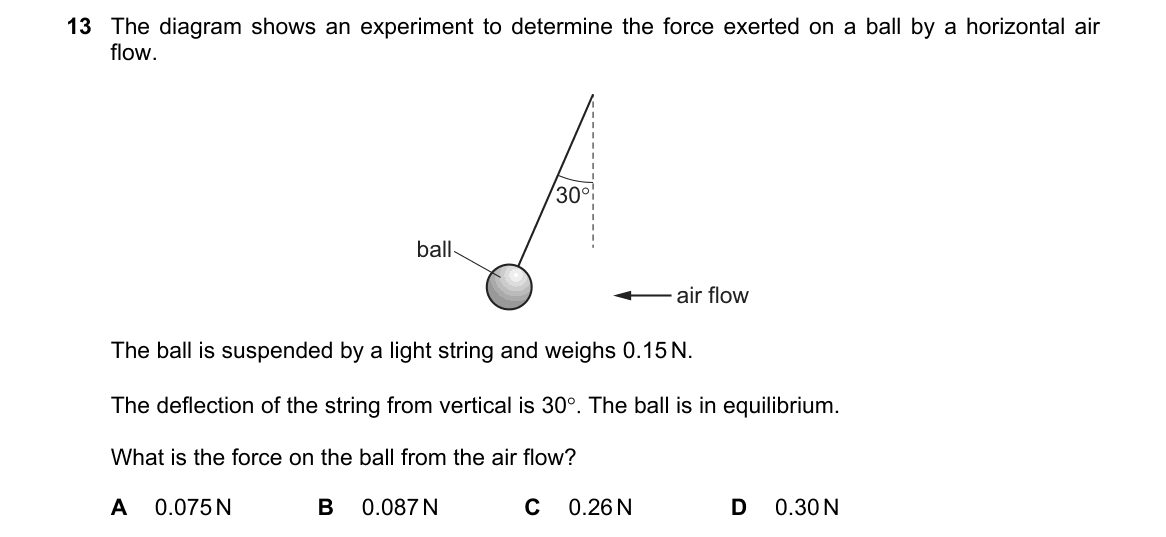 13 The diagram shows an experiment to determine the force exerted on a ball by a horizontal air
flow.
30°
ball
air flow
The ball is suspended by a light string and weighs 0.15 N.
The deflection of the string from vertical is 30°. The ball is in equilibrium.
What is the force on the ball from the air flow?
A 0.075 N B 0.087 N C 0.26 N D 0.30 N